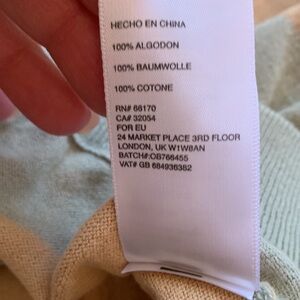 HECHO EN CHINA
100% ALGODON
100% BAUMWOLLE
100% COTONE
RN# 66170
CA# 32054
FOR EU
24 MARKET PLACE 3RD FLOOR
LONDON, UK W1W8AN
BATCH#:OB766455
VAT# GB 684936382